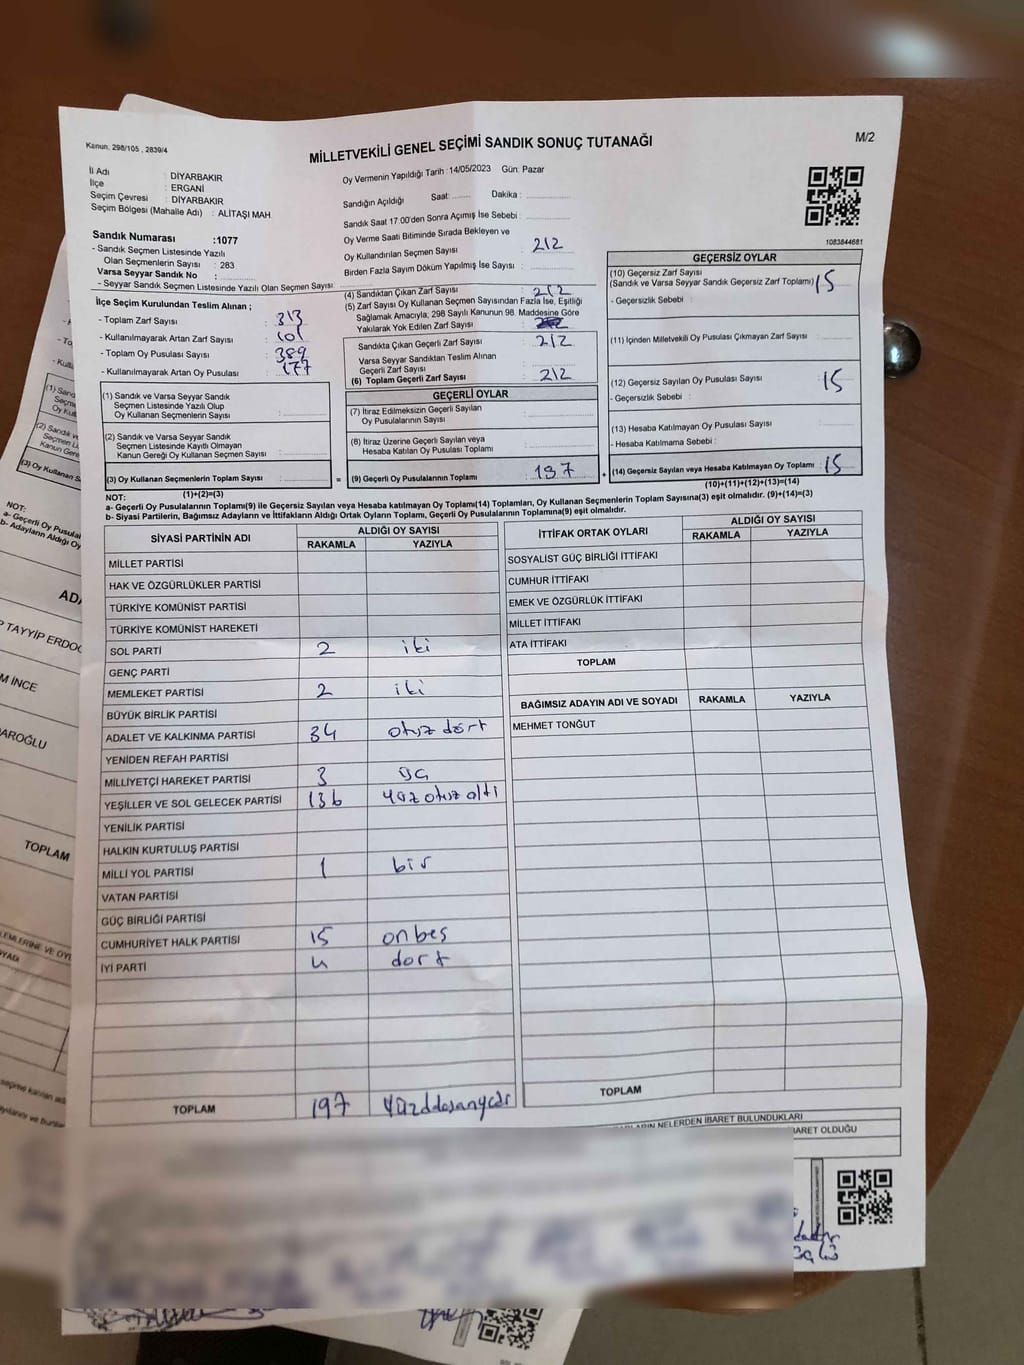 Kanun, 298/105 , 2839/4
MİLLETVEKİLİ GENEL SEÇİMİ SANDIK SONUÇ TUTANAĞI
M/2
İl Adı : DİYARBAKIR
İlçe : ERGANİ
Seçim Çevresi : DİYARBAKIR
Seçim Bölgesi (Mahalle Adı) : ALİTAŞI MAH
Sandık Numarası :1077
- Sandık Seçmen Listesinde Yazılı
Olan Seçmenlerin Sayısı : 283
Varsa Seyyar Sandık No :
- Seyyar Sandık Seçmen Listesinde Yazılı Olan Seçmen Sayısı :
Oy Vermenin Yapıldığı Tarih :14/05/2023 Gün: Pazar
Sandığın Açıldığı Saat: Dakika :
Sandık Saat 17.00'den Sonra Açımış İse Sebebi :
Oy Verme Saati Bitiminde Sırada Bekleyen ve
Oy Kullandırılan Seçmen Sayısı : 212
Birden Fazla Sayım Döküm Yapılmış İse Sayısı :
1083844681
İlçe Seçim Kurulundan Teslim Alınan ;
- Toplam Zarf Sayısı : 313
- Kullanılmayarak Artan Zarf Sayısı : 101
- Toplam Oy Pusulası Sayısı : 389
- Kullanılmayarak Artan Oy Pusulası : 177
(4) Sandıktan Çıkan Zarf Sayısı : 212
(5) Zarf Sayısı Oy Kullanan Seçmen Sayısından Fazla İse, Eşitliği
Sağlamak Amacıyla, 298 Sayılı Kanunun 98. Maddesine Göre
Yakılarak Yok Edilen Zarf Sayısı :
Sandıkta Çıkan Geçerli Zarf Sayısı : 212
Varsa Seyyar Sandıktan Teslim Alınan
Geçerli Zarf Sayısı :
(6) Toplam Geçerli Zarf Sayısı : 212
GEÇERSİZ OYLAR
(10) Geçersiz Zarf Sayısı
(Sandık ve Varsa Seyyar Sandık Geçersiz Zarf Toplamı) : 15
- Geçersizlik Sebebi :
(11) İçinden Milletvekili Oy Pusulası Çıkmayan Zarf Sayısı :
(12) Geçersiz Sayılan Oy Pusulası Sayısı : 15
- Geçersizlik Sebebi :
(13) Hesaba Katılmayan Oy Pusulası Sayısı :
- Hesaba Katılmama Sebebi :
(14) Geçersiz Sayılan veya Hesaba Katılmayan Oy Toplamı : 15
(10)+(11)+(12)+(13)=(14)
(1) Sandık ve Varsa Seyyar Sandık
Seçmen Listesinde Yazılı Olup
Oy Kullanan Seçmenlerin Sayısı :
(2) Sandık ve Varsa Seyyar Sandık
Seçmen Listesinde Kayıtlı Olmayan
Kanun Gereği Oy Kullanan Seçmen Sayısı :
(3) Oy Kullanan Seçmenlerin Toplam Sayısı :
(1)+(2)=(3)
GEÇERLİ OYLAR
(7) İtiraz Edilmeksizin Geçerli Sayılan
Oy Pusulalarının Sayısı :
(8) İtiraz Üzerine Geçerli Sayılan veya
Hesaba Katılan Oy Pusulası Toplamı :
(9) Geçerli Oy Pusulalarının Toplamı : 197
NOT:
a- Geçerli Oy Pusulalarının Toplamı(9) ile Geçersiz Sayılan veya Hesaba katılmayan Oy Toplamı(14) Toplamları, Oy Kullanan Seçmenlerin Toplam Sayısına(3) eşit olmalıdır. (9)+(14)=(3)
b- Siyasi Partilerin, Bağımsız Adayların ve İttifakların Aldığı Ortak Oyların Toplamı, Geçerli Oy Pusulalarının Toplamına(9) eşit olmalıdır.
SİYASİ PARTİNİN ADI ALDIĞI OY SAYISI
RAKAMLA YAZIYLA
MİLLET PARTİSİ
HAK VE ÖZGÜRLÜKLER PARTİSİ
TÜRKİYE KOMÜNİST PARTİSİ
TÜRKİYE KOMÜNİST HAREKETİ
SOL PARTİ 2 iki
GENÇ PARTİ
MEMLEKET PARTİSİ 2 iki
BÜYÜK BİRLİK PARTİSİ
ADALET VE KALKINMA PARTİSİ 34 otuz dört
YENİDEN REFAH PARTİSİ
MİLLİYETÇİ HAREKET PARTİSİ 3 üç
YEŞİLLER VE SOL GELECEK PARTİSİ 136 yüz otuz altı
YENİLİK PARTİSİ
HALKIN KURTULUŞ PARTİSİ
MİLLİ YOL PARTİSİ 1 bir
VATAN PARTİSİ
GÜÇ BİRLİĞİ PARTİSİ
CUMHURİYET HALK PARTİSİ 15 onbeş
İYİ PARTİ 4 dört
TOPLAM 197
İTTİFAK ORTAK OYLARI ALDIĞI OY SAYISI
RAKAMLA YAZIYLA
SOSYALİST GÜÇ BİRLİĞİ İTTİFAKI
CUMHUR İTTİFAKI
EMEK VE ÖZGÜRLÜK İTTİFAKI
MİLLET İTTİFAKI
ATA İTTİFAKI
TOPLAM
BAĞIMSIZ ADAYIN ADI VE SOYADI RAKAMLA YAZIYLA
MEHMET TONĞUT
TOPLAM
NELERDEN İBARET BULUNDUKLARI
İBARET OLDUĞU
(3) Oy Kullanan S
NOT:
a- Geçerli Oy Pusula
b- Adayların Aldığı Oy
TAYYİP ERDO
M İNCE
AROĞLU
TOPLAM